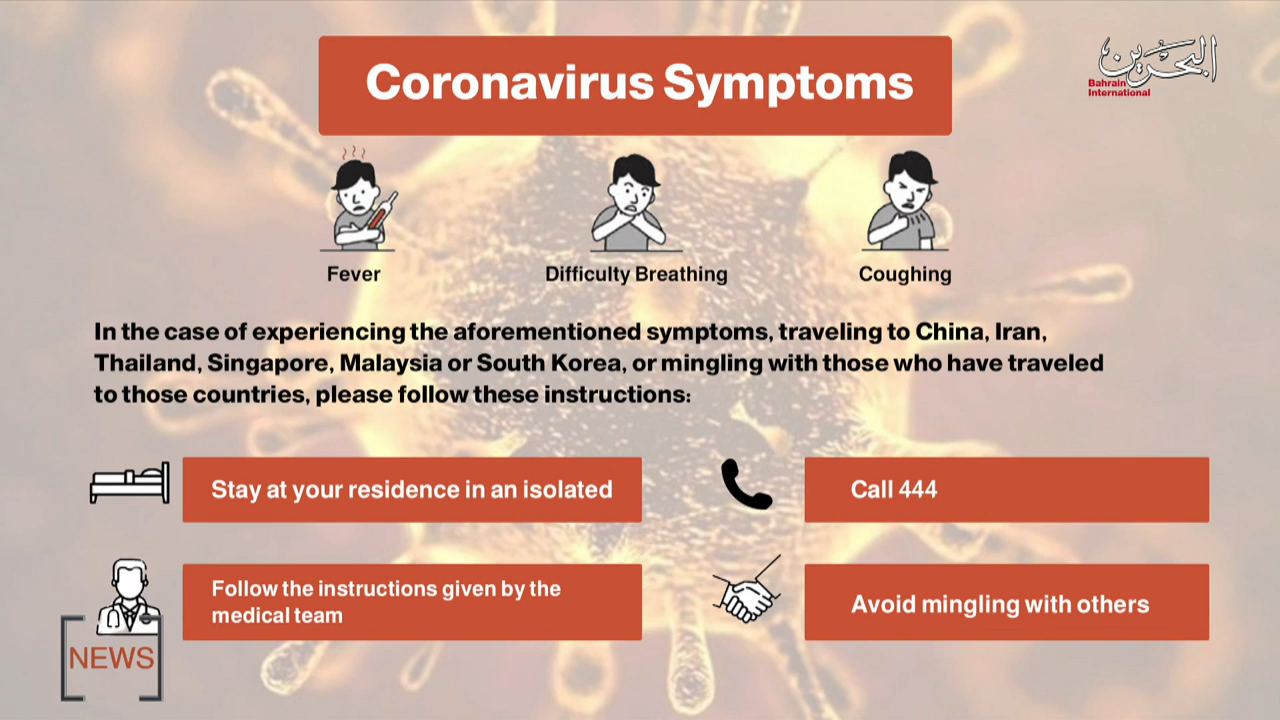 Coronavirus Symptoms
البحرين
Bahrain
International
Fever
Difficulty Breathing
Coughing
In the case of experiencing the aforementioned symptoms, traveling to China, Iran,
Thailand, Singapore, Malaysia or South Korea, or mingling with those who have traveled
to those countries, please follow these instructions:
Stay at your residence in an isolated
Call 444
Follow the instructions given by the
medical team
Avoid mingling with others
NEWS